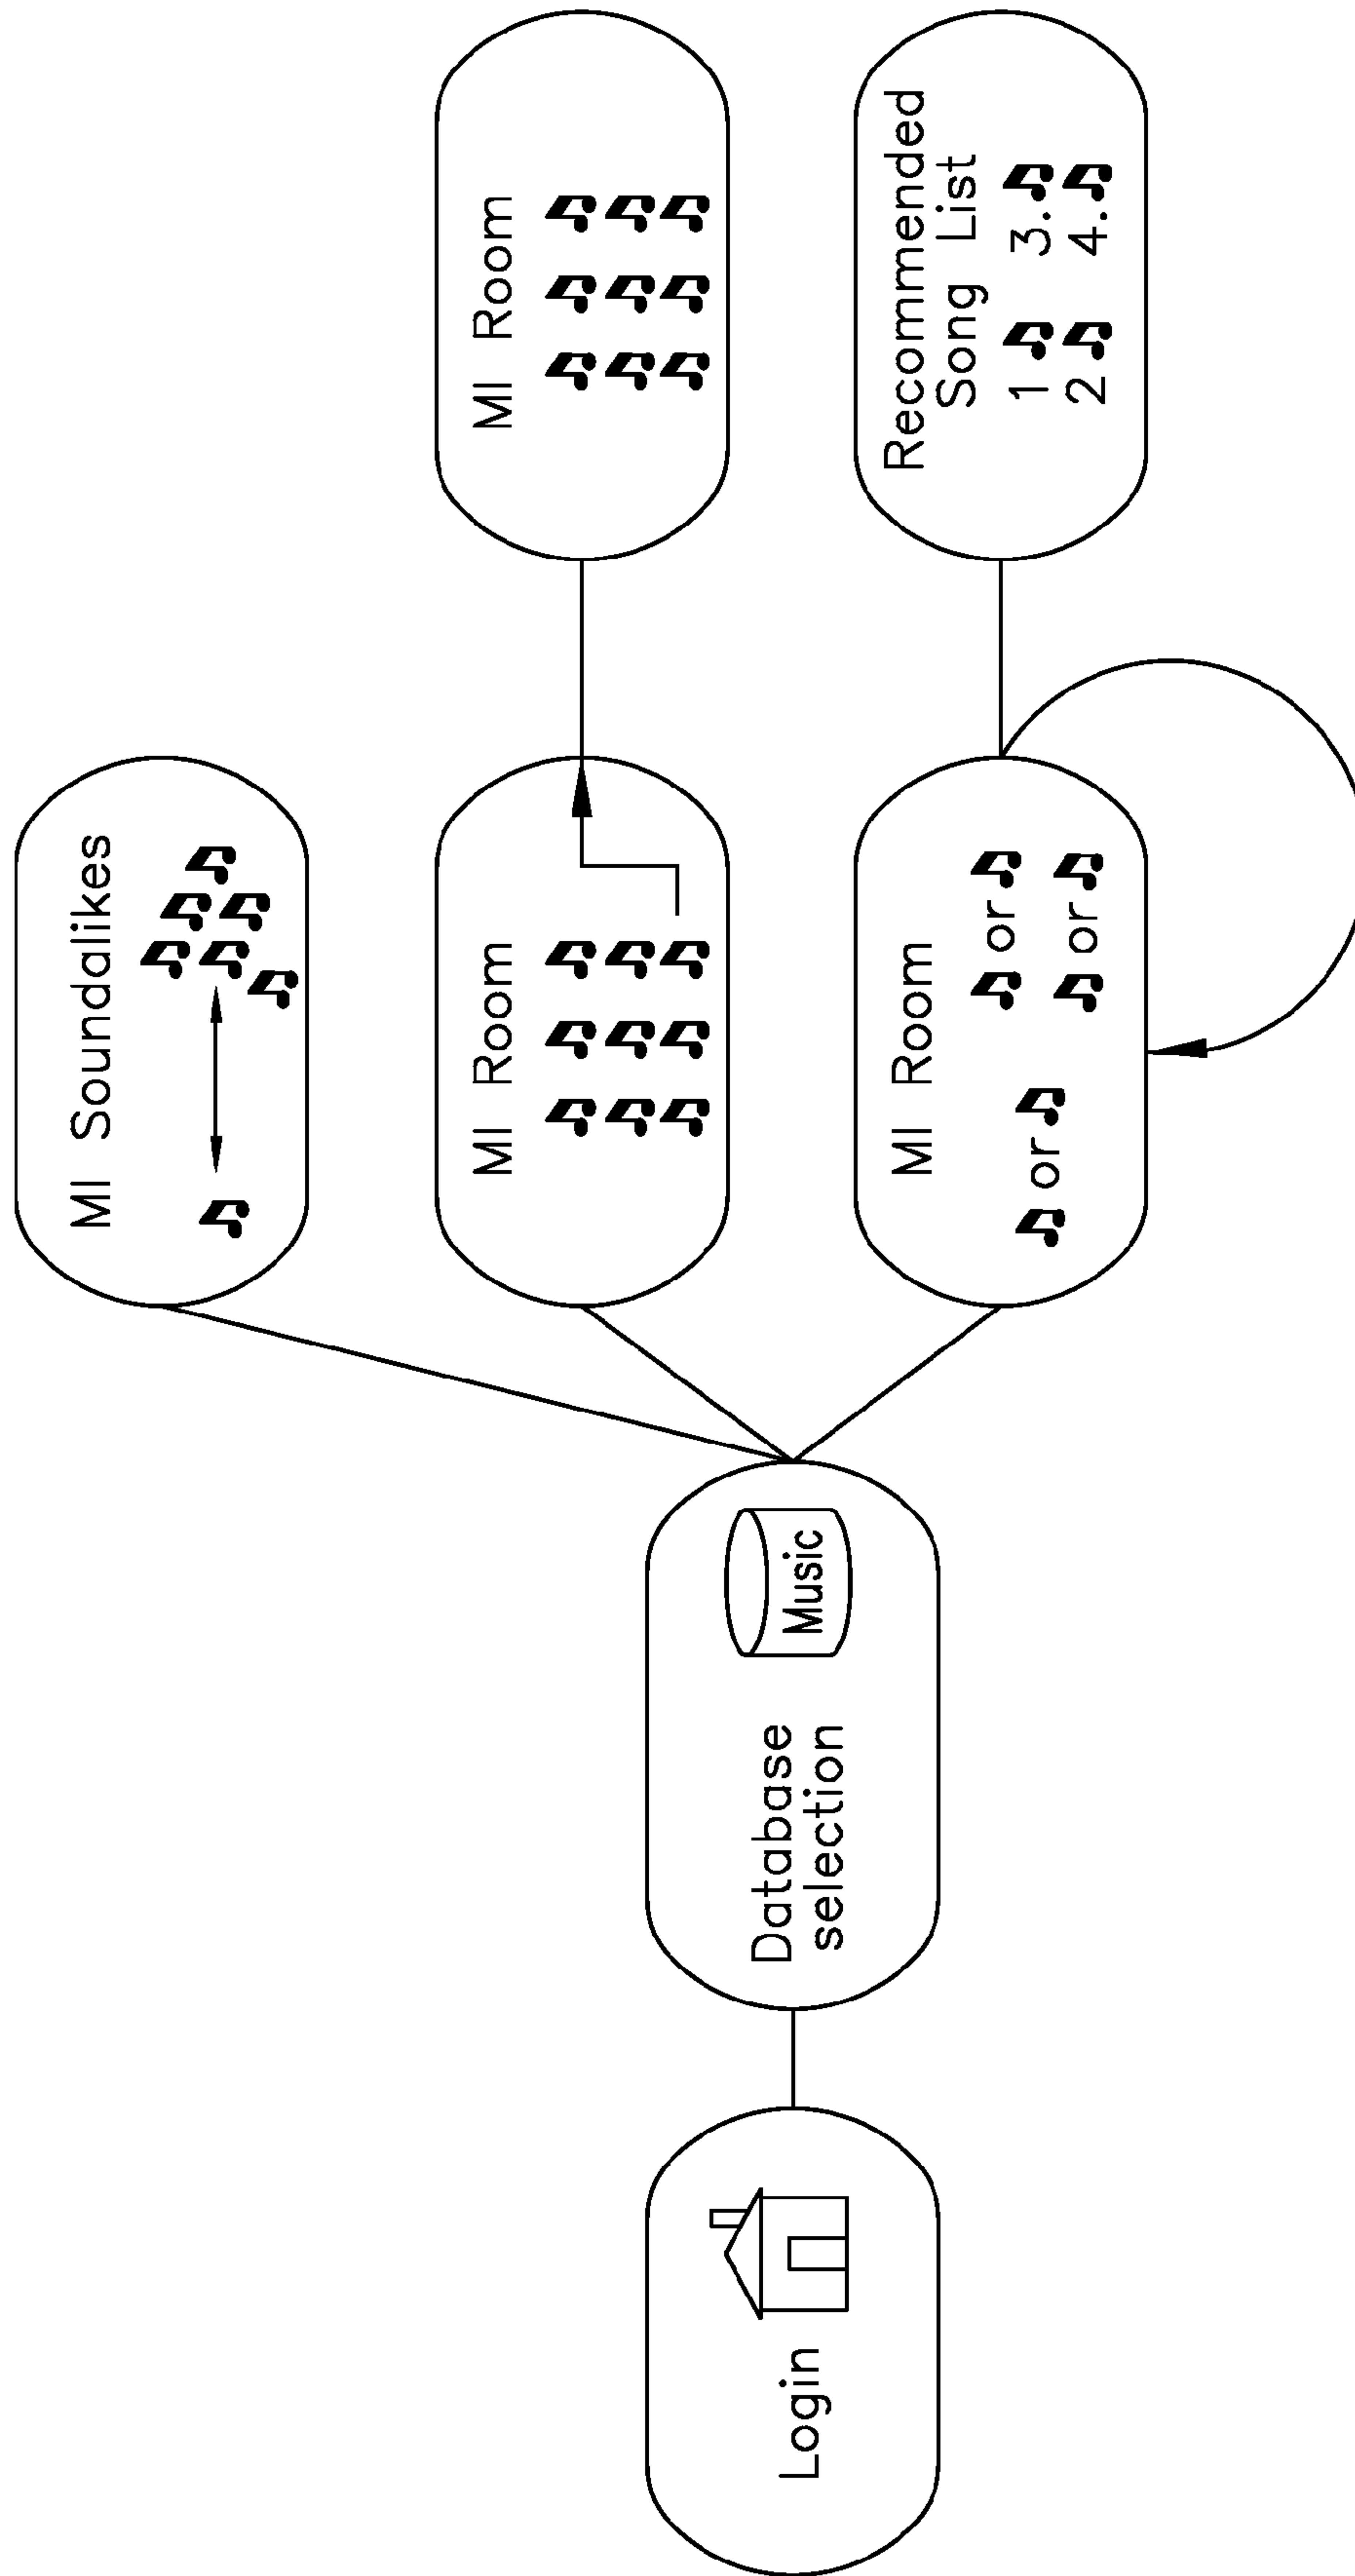 Login
Database
selection
Music
MI Soundalikes
MI Room
MI Room
MI Room
or
or
or
Recommended
Song List
1 3.
2 4.